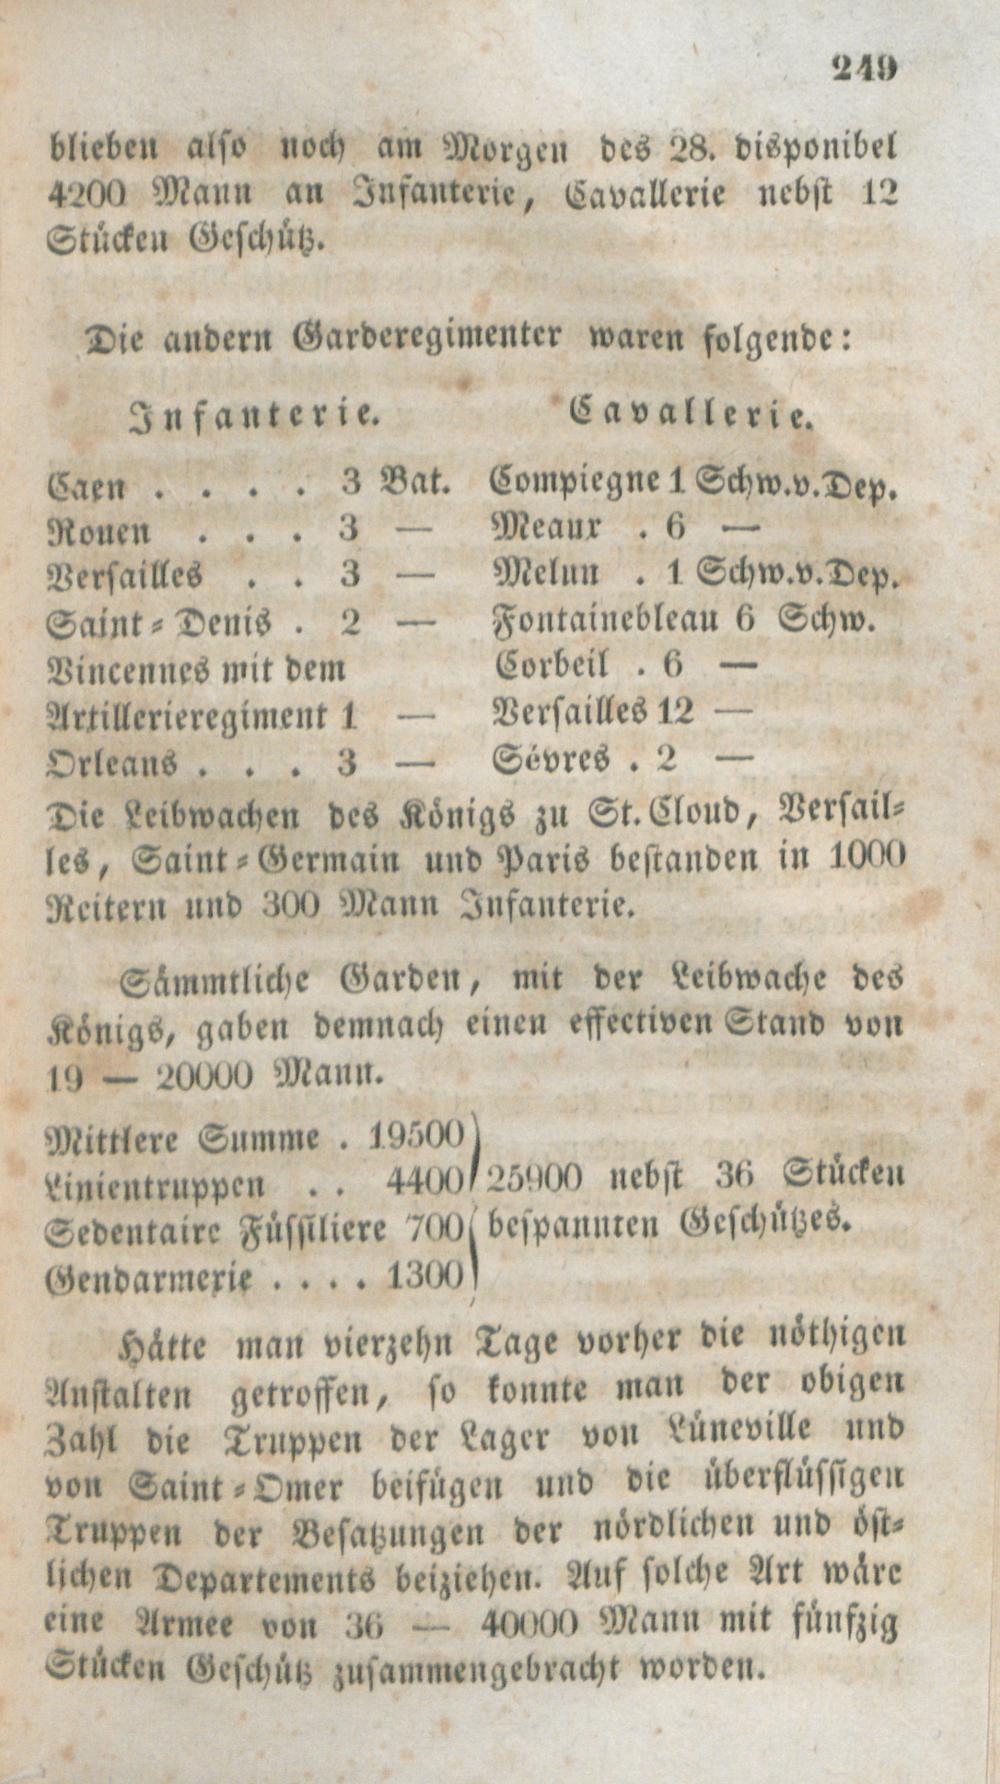 249
blieben also noch am Morgen des 28. disponibel
4200 Mann an Infanterie, Cavallerie nebst 12
Stücken Geschütz.
Die andern Garderegimenter waren folgende:
Infanterie. Cavallerie.
Caen . . . . 3 Bat. Compiegne 1 Schw.v.Dep.
Rouen . . . 3 — Meaux . 6 —
Versailles . . 3 — Melun . 1 Schw.v.Dep.
Saint-Denis . 2 — Fontainebleau 6 Schw.
Vincennes mit dem Corbeil . 6 —
Artillerieregiment 1 — Versailles 12 —
Orleans . . . 3 — Sévres . 2 —
Die Leibwachen des Königs zu St. Cloud, Versail-
les, Saint-Germain und Paris bestanden in 1000
Reitern und 300 Mann Infanterie.
Sämmtliche Garden, mit der Leibwache des
Königs, gaben demnach einen effectiven Stand von
19 — 20000 Mann.
Mittlere Summe . 19500
Linientruppen . . 4400 25900 nebst 36 Stücken
Sedentaire Füssiliere 700 bespannten Geschützes.
Gendarmerie . . . . 1300
Hätte man vierzehn Tage vorher die nöthigen
Anstalten getroffen, so konnte man der obigen
Zahl die Truppen der Lager von Lüneville und
von Saint-Omer beifügen und die überflüssigen
Truppen der Besatzungen der nördlichen und öst-
lichen Departements beiziehen. Auf solche Art wäre
eine Armee von 36 — 40000 Mann mit fünfzig
Stücken Geschütz zusammengebracht worden.